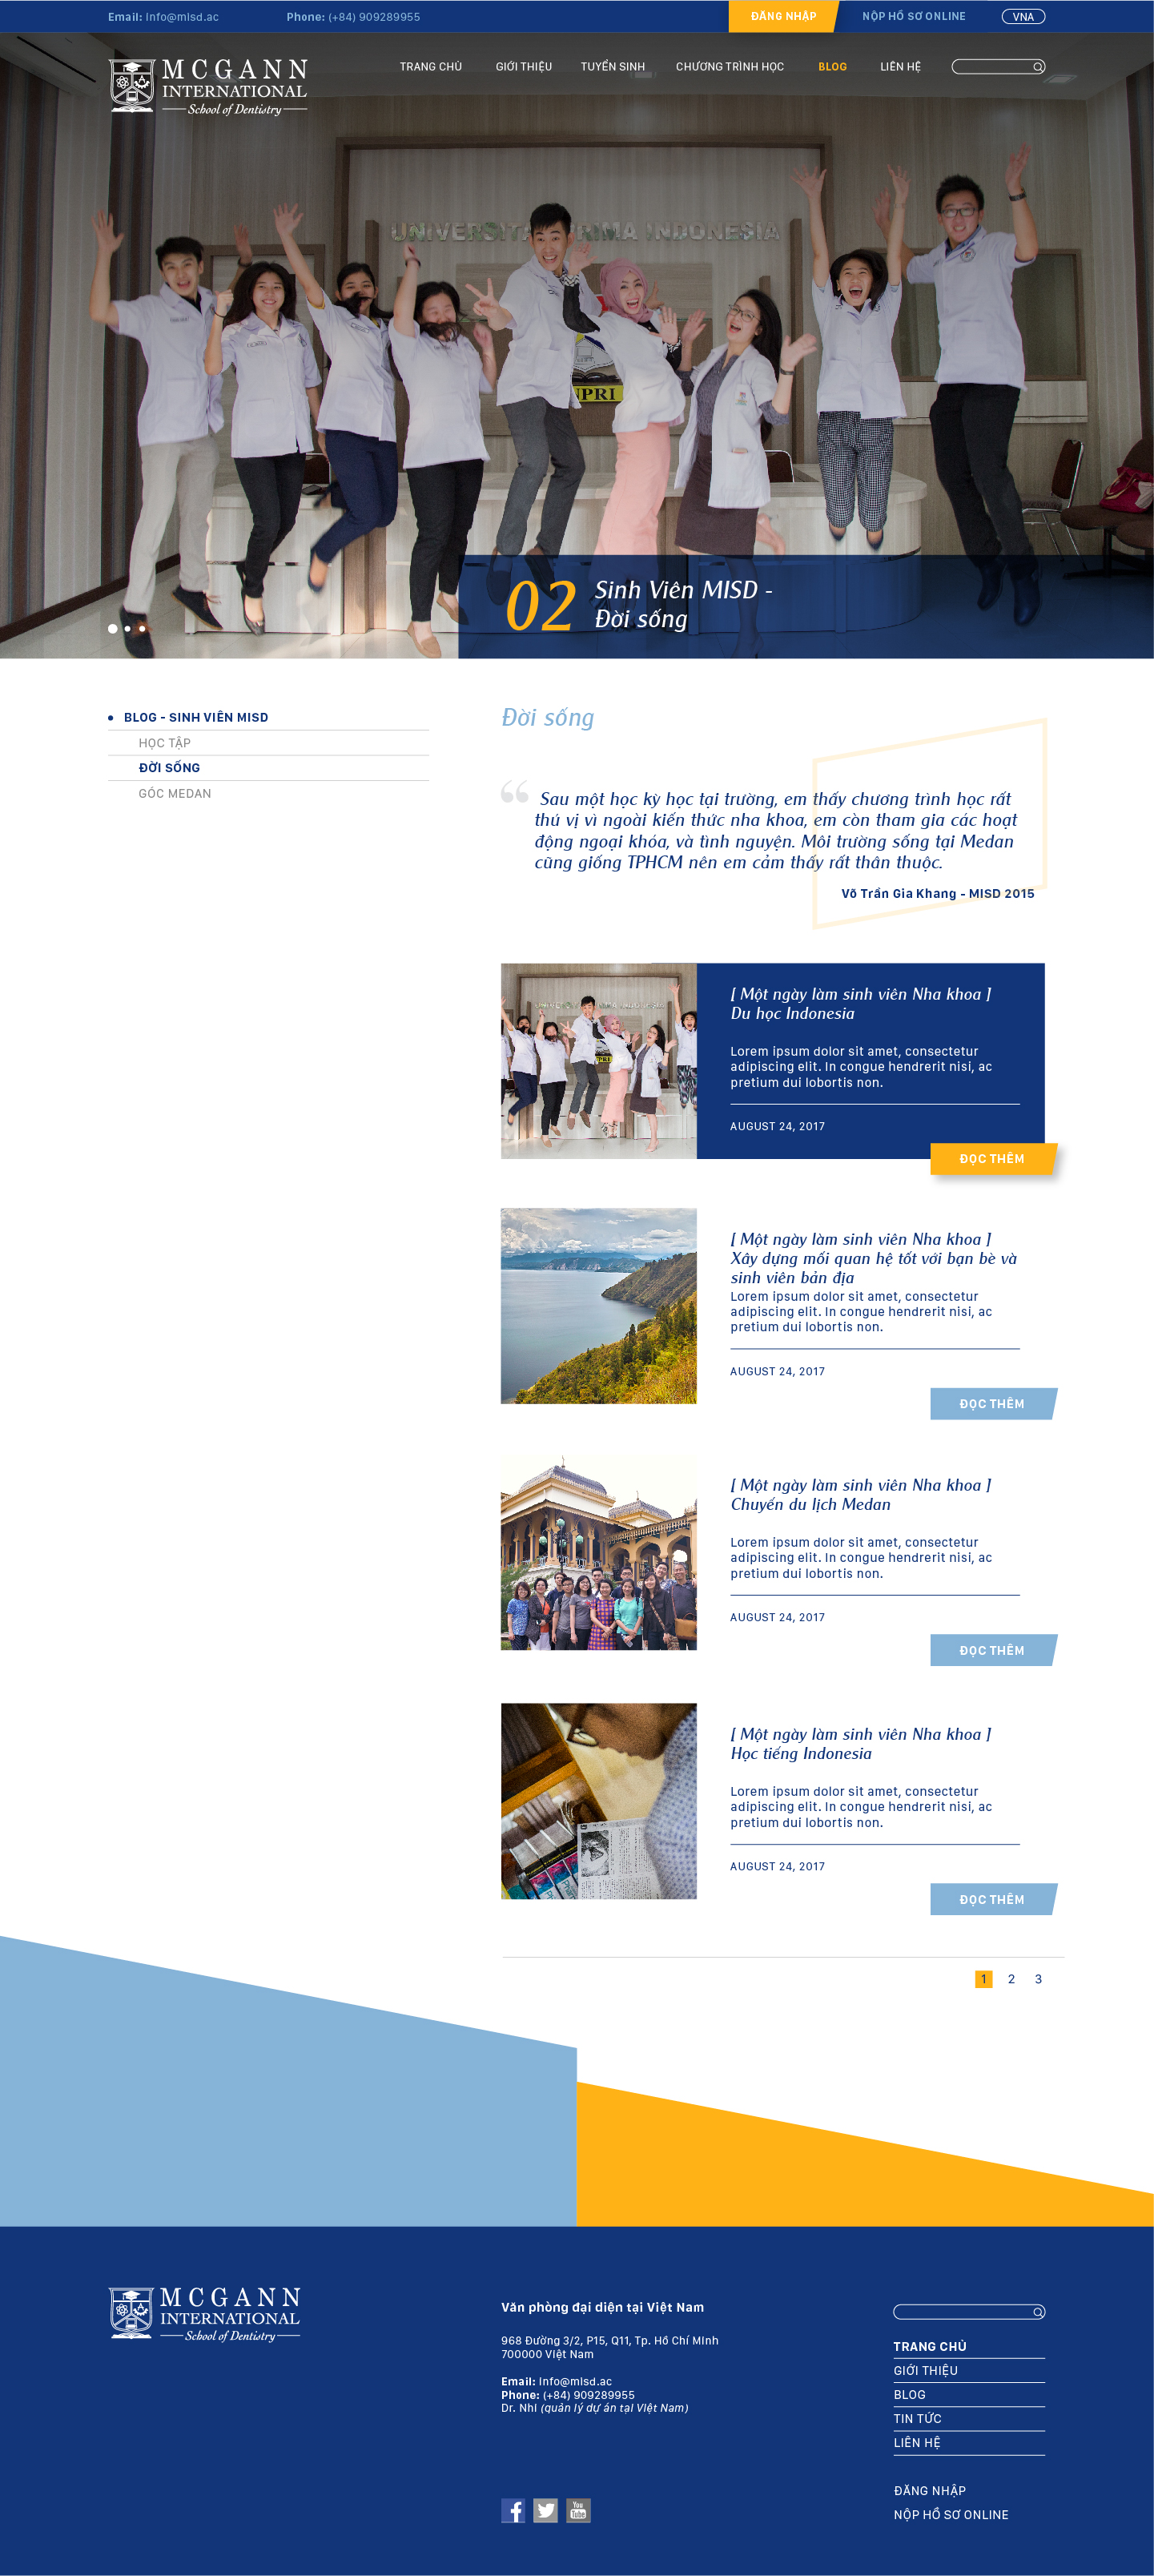 Email: info@misd.ac
Phone: (+84) 909289955
ĐĂNG NHẬP
NỘP HỒ SƠ ONLINE
VNA
MCGANN
INTERNATIONAL
School of Dentistry
TRANG CHỦ
GIỚI THIỆU
TUYỂN SINH
CHƯƠNG TRÌNH HỌC
BLOG
LIÊN HỆ
UNIVERSITAS PRIMA INDONESIA
UNPRI
02
Sinh Viên MISD -
Đời sống
BLOG - SINH VIÊN MISD
HỌC TẬP
ĐỜI SỐNG
GÓC MEDAN
Đời sống
“ Sau một học kỳ học tại trường, em thấy chương trình học rất
thú vị vì ngoài kiến thức nha khoa, em còn tham gia các hoạt
động ngoại khóa, và tình nguyện. Môi trường sống tại Medan
cũng giống TPHCM nên em cảm thấy rất thân thuộc.
Võ Trần Gia Khang - MISD 2015
[ Một ngày làm sinh viên Nha khoa ]
Du học Indonesia
Lorem ipsum dolor sit amet, consectetur
adipiscing elit. In congue hendrerit nisi, ac
pretium dui lobortis non.
AUGUST 24, 2017
ĐỌC THÊM
[ Một ngày làm sinh viên Nha khoa ]
Xây dựng mối quan hệ tốt với bạn bè và
sinh viên bản địa
Lorem ipsum dolor sit amet, consectetur
adipiscing elit. In congue hendrerit nisi, ac
pretium dui lobortis non.
AUGUST 24, 2017
ĐỌC THÊM
[ Một ngày làm sinh viên Nha khoa ]
Chuyến du lịch Medan
Lorem ipsum dolor sit amet, consectetur
adipiscing elit. In congue hendrerit nisi, ac
pretium dui lobortis non.
AUGUST 24, 2017
ĐỌC THÊM
[ Một ngày làm sinh viên Nha khoa ]
Học tiếng Indonesia
Lorem ipsum dolor sit amet, consectetur
adipiscing elit. In congue hendrerit nisi, ac
pretium dui lobortis non.
AUGUST 24, 2017
ĐỌC THÊM
1 2 3
MCGANN
INTERNATIONAL
School of Dentistry
Văn phòng đại diện tại Việt Nam
968 Đường 3/2, P15, Q11, Tp. Hồ Chí Minh
700000 Việt Nam
Email: info@misd.ac
Phone: (+84) 909289955
Dr. Nhi (quản lý dự án tại Việt Nam)
You
Tube
TRANG CHỦ
GIỚI THIỆU
BLOG
TIN TỨC
LIÊN HỆ
ĐĂNG NHẬP
NỘP HỒ SƠ ONLINE